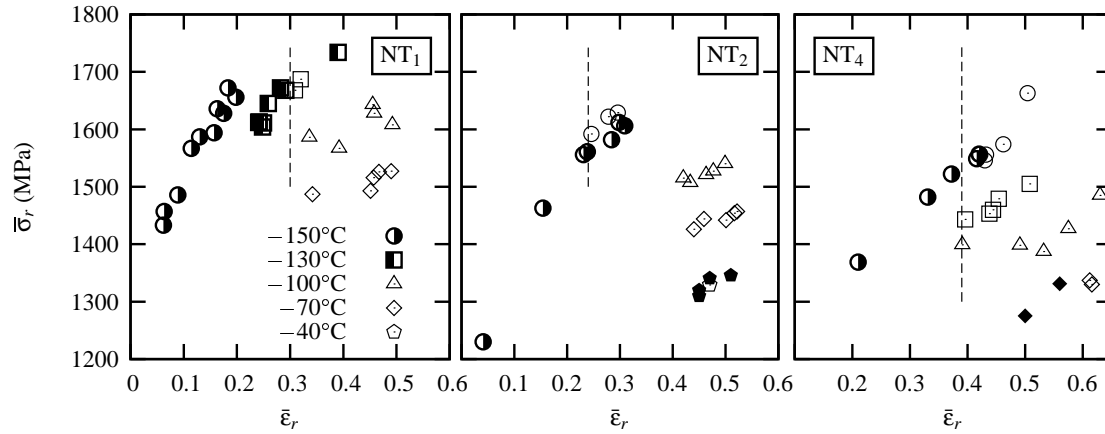 1800
1700
1600
1500
1400
1300
1200
σ̅r (MPa)
NT1
NT2
NT4
−150°C
−130°C
−100°C
−70°C
−40°C
0 0.1 0.2 0.3 0.4 0.5 0.6
0.1 0.2 0.3 0.4 0.5 0.6
0.2 0.3 0.4 0.5 0.6
ε̄r
ε̄r
ε̄r